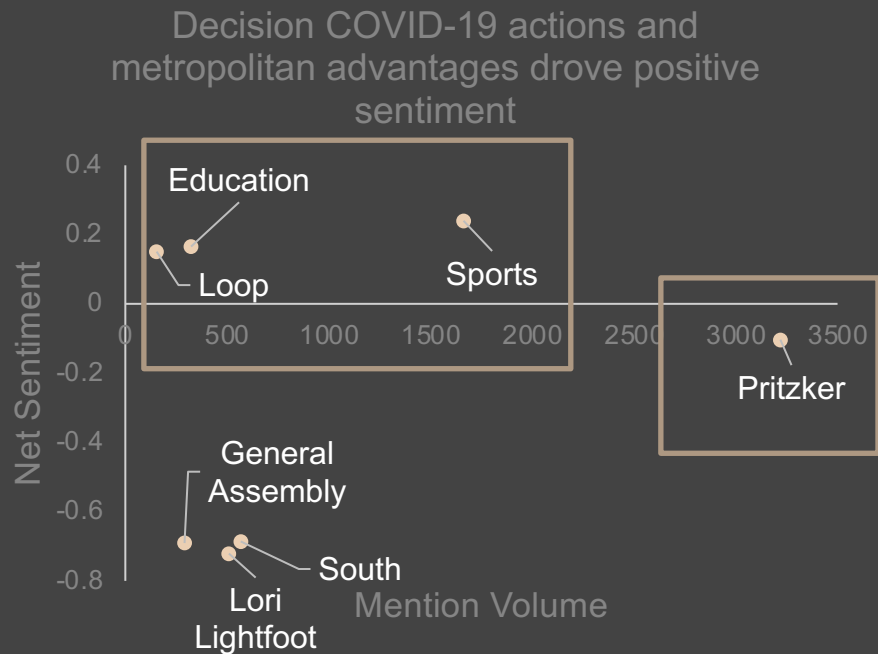 Decision COVID-19 actions and
metropolitan advantages drove positive
sentiment
0.4
Education
0.2
Sports
Loop
0
0 500 1000 1500 2000 2500 3000 3500
-0.2
Pritzker
Net Sentiment
-0.4
General
Assembly
-0.6
South
-0.8
Lori
Lightfoot
Mention Volume